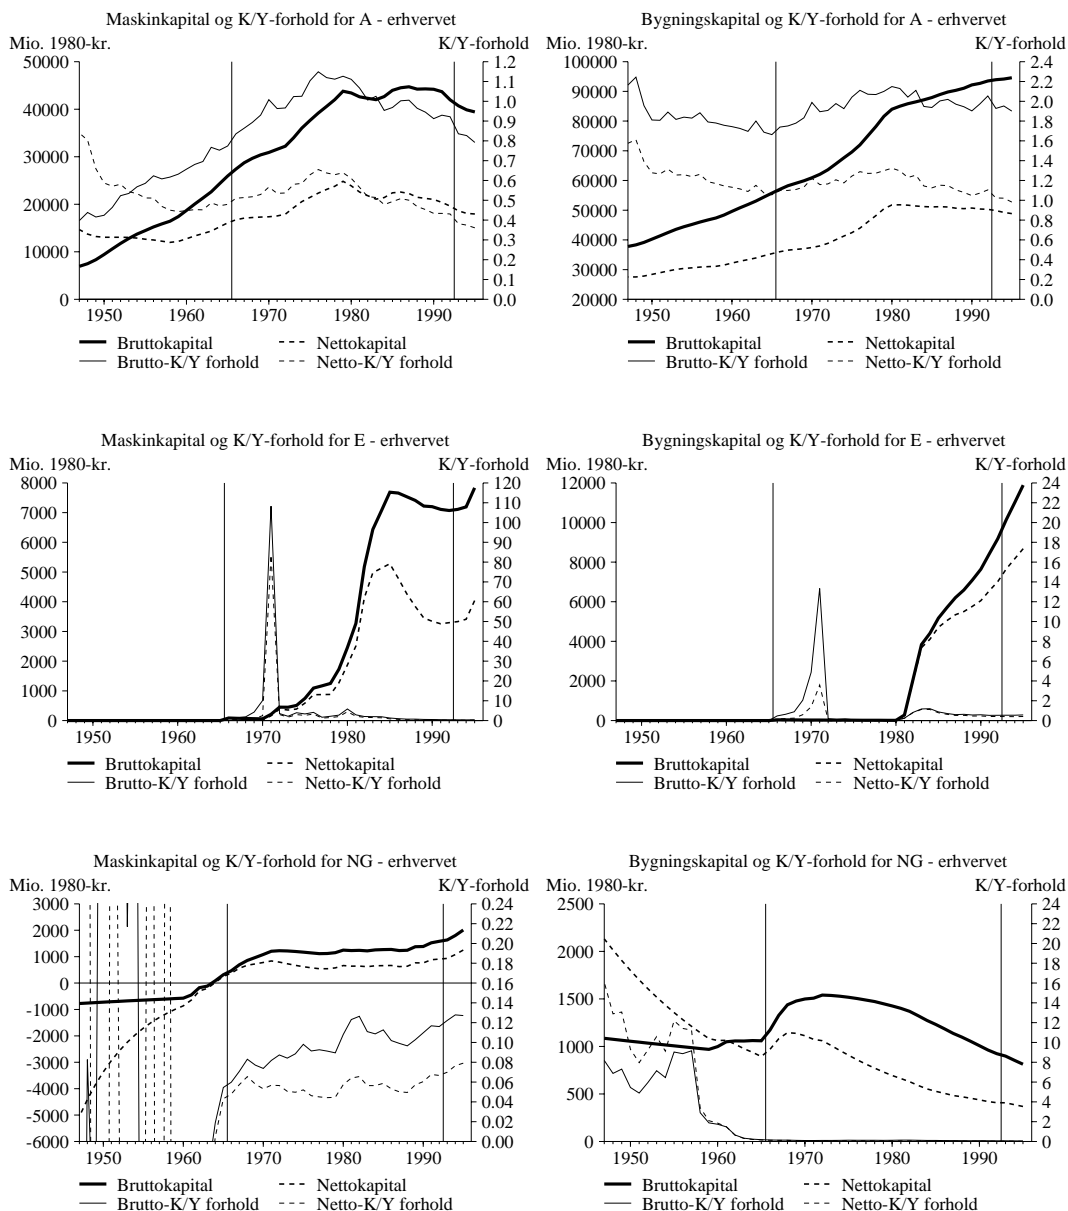 Maskinkapital og K/Y-forhold for A - erhvervet
Mio. 1980-kr.
K/Y-forhold
50000 40000 30000 20000 10000 0
1.2 1.1 1.0 0.9 0.8 0.7 0.6 0.5 0.4 0.3 0.2 0.1 0.0
1950 1960 1970 1980 1990
Bruttokapital Nettokapital
Brutto-K/Y forhold Netto-K/Y forhold
Bygningskapital og K/Y-forhold for A - erhvervet
Mio. 1980-kr.
K/Y-forhold
100000 90000 80000 70000 60000 50000 40000 30000 20000
2.4 2.2 2.0 1.8 1.6 1.4 1.2 1.0 0.8 0.6 0.4 0.2 0.0
1950 1960 1970 1980 1990
Bruttokapital Nettokapital
Brutto-K/Y forhold Netto-K/Y forhold
Maskinkapital og K/Y-forhold for E - erhvervet
Mio. 1980-kr.
K/Y-forhold
8000 7000 6000 5000 4000 3000 2000 1000 0
120 110 100 90 80 70 60 50 40 30 20 10 0
1950 1960 1970 1980 1990
Bruttokapital Nettokapital
Brutto-K/Y forhold Netto-K/Y forhold
Bygningskapital og K/Y-forhold for E - erhvervet
Mio. 1980-kr.
K/Y-forhold
12000 10000 8000 6000 4000 2000 0
24 22 20 18 16 14 12 10 8 6 4 2 0
1950 1960 1970 1980 1990
Bruttokapital Nettokapital
Brutto-K/Y forhold Netto-K/Y forhold
Maskinkapital og K/Y-forhold for NG - erhvervet
Mio. 1980-kr.
K/Y-forhold
3000 2000 1000 0 -1000 -2000 -3000 -4000 -5000 -6000
0.24 0.22 0.20 0.18 0.16 0.14 0.12 0.10 0.08 0.06 0.04 0.02 0.00
1950 1960 1970 1980 1990
Bruttokapital Nettokapital
Brutto-K/Y forhold Netto-K/Y forhold
Bygningskapital og K/Y-forhold for NG - erhvervet
Mio. 1980-kr.
K/Y-forhold
2500 2000 1500 1000 500 0
24 22 20 18 16 14 12 10 8 6 4 2 0
1950 1960 1970 1980 1990
Bruttokapital Nettokapital
Brutto-K/Y forhold Netto-K/Y forhold